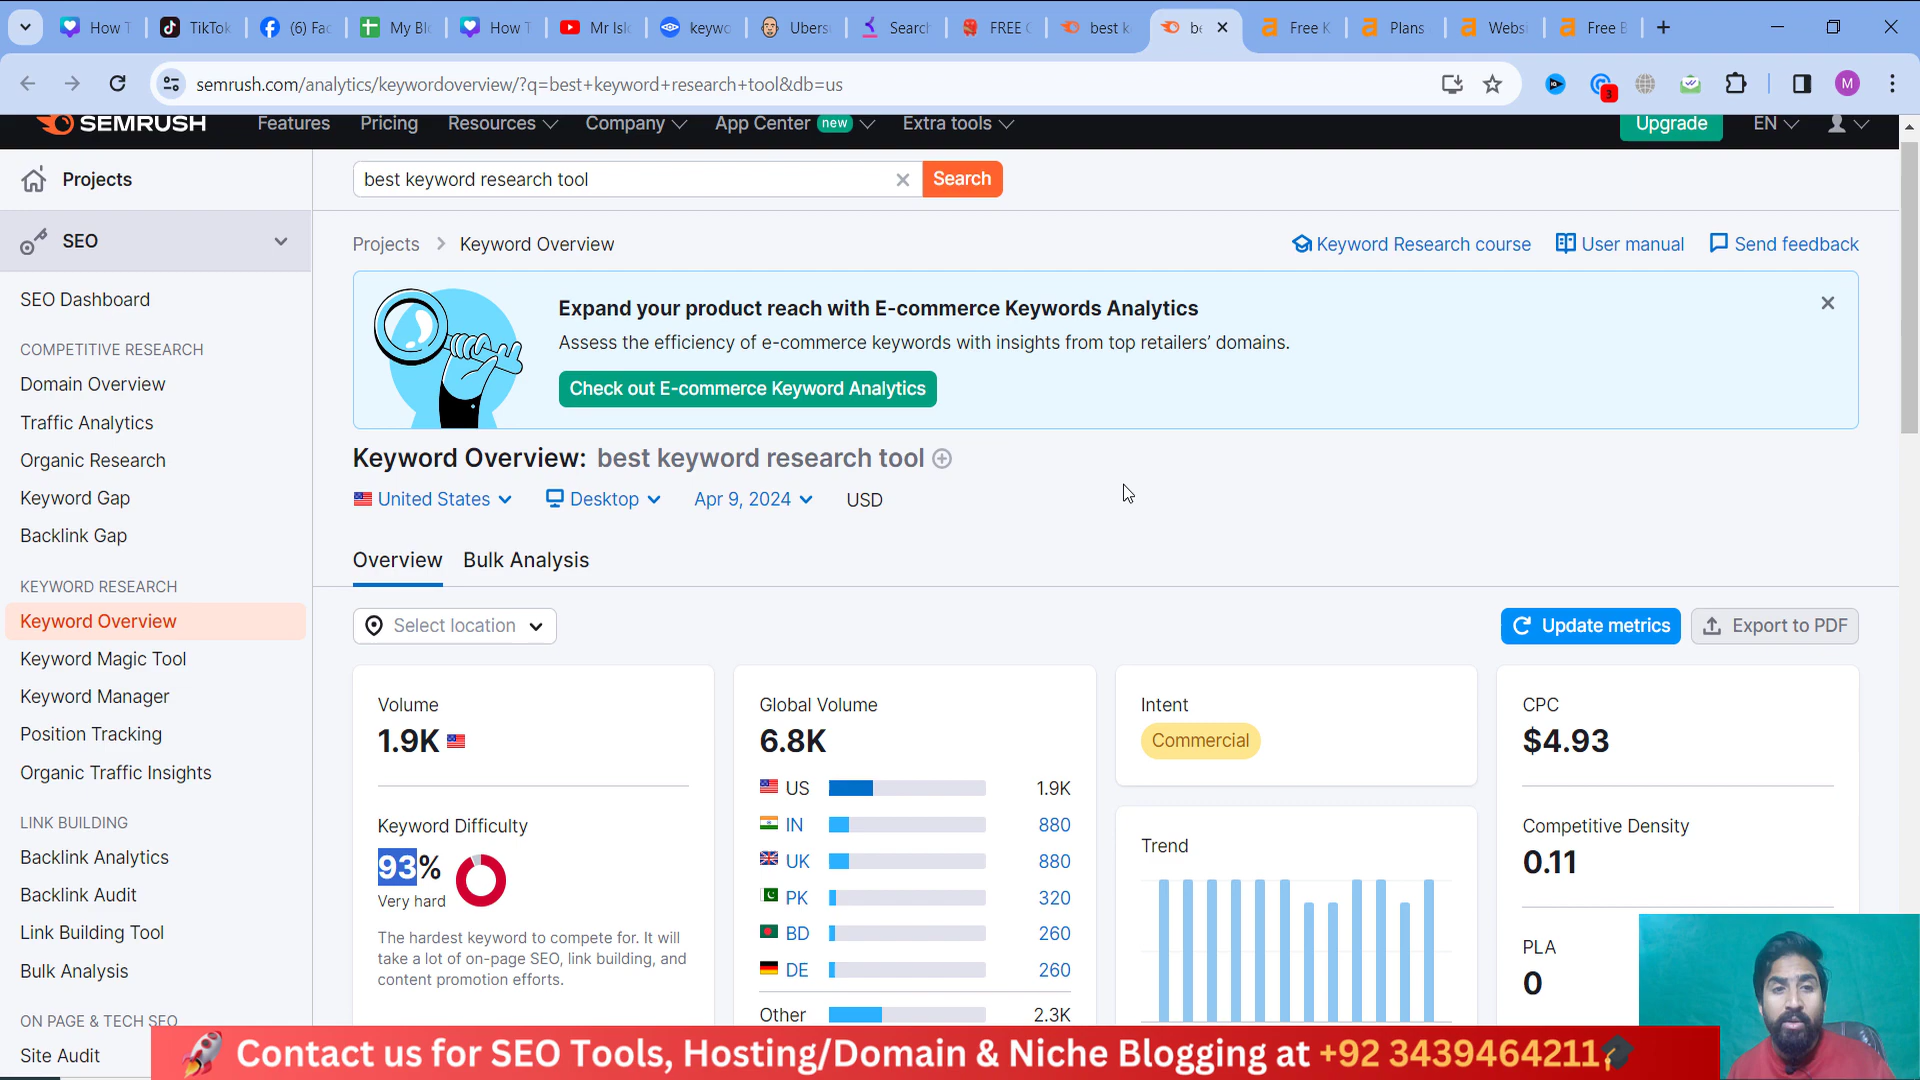 How T
TikTok
(6) Fac
My Blo
How T
Mr Isl
keywo
Ubers
Search
FREE
best k
be
Free K
Plans
Webs
Free B
semrush.com/analytics/keywordoverview/?q=best+keyword+research+tool&db=us
3
M
SEMRUSH
Features
Pricing
Resources
Company
App Center new
Extra tools
Upgrade
EN
Projects
best keyword research tool
Search
SEO
Projects > Keyword Overview
Keyword Research course
User manual
Send feedback
Expand your product reach with E-commerce Keywords Analytics
Assess the efficiency of e-commerce keywords with insights from top retailers’ domains.
Check out E-commerce Keyword Analytics
SEO Dashboard
COMPETITIVE RESEARCH
Domain Overview
Traffic Analytics
Organic Research
Keyword Gap
Backlink Gap
KEYWORD RESEARCH
Keyword Overview
Keyword Magic Tool
Keyword Manager
Position Tracking
Organic Traffic Insights
LINK BUILDING
Backlink Analytics
Backlink Audit
Link Building Tool
Bulk Analysis
ON PAGE & TECH SEO
Site Audit
Keyword Overview: best keyword research tool
United States
Desktop
Apr 9, 2024
USD
Overview
Bulk Analysis
Select location
Update metrics
Export to PDF
Volume
1.9K
Keyword Difficulty
93%
Very hard
The hardest keyword to compete for. It will
take a lot of on-page SEO, link building, and
content promotion efforts.
Global Volume
6.8K
US 1.9K
IN 880
UK 880
PK 320
BD 260
DE 260
Other 2.3K
Intent
Commercial
Trend
CPC
$4.93
Competitive Density
0.11
PLA
0
Contact us for SEO Tools, Hosting/Domain & Niche Blogging at +92 3439464211